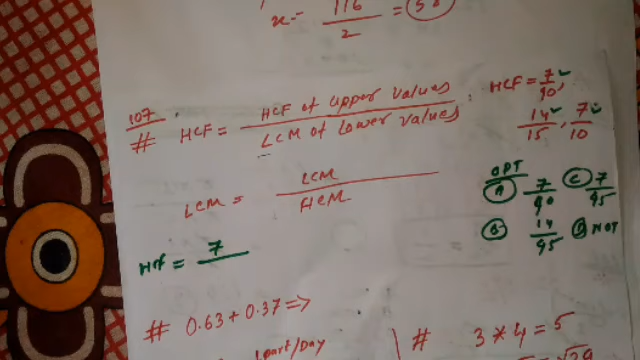 x = 116/2 = 58
107.
# HCF = HCF of upper values / LCM of lower values
HCF = 7/90,
14/15, 7/10
LCM = LCM / HCM
OPT
A 7/90 C 7/45
B 14/45 D NOT
HCF = 7
# 0.63 + 0.37 =>
1 part/Day
# 3 * 4 = 5